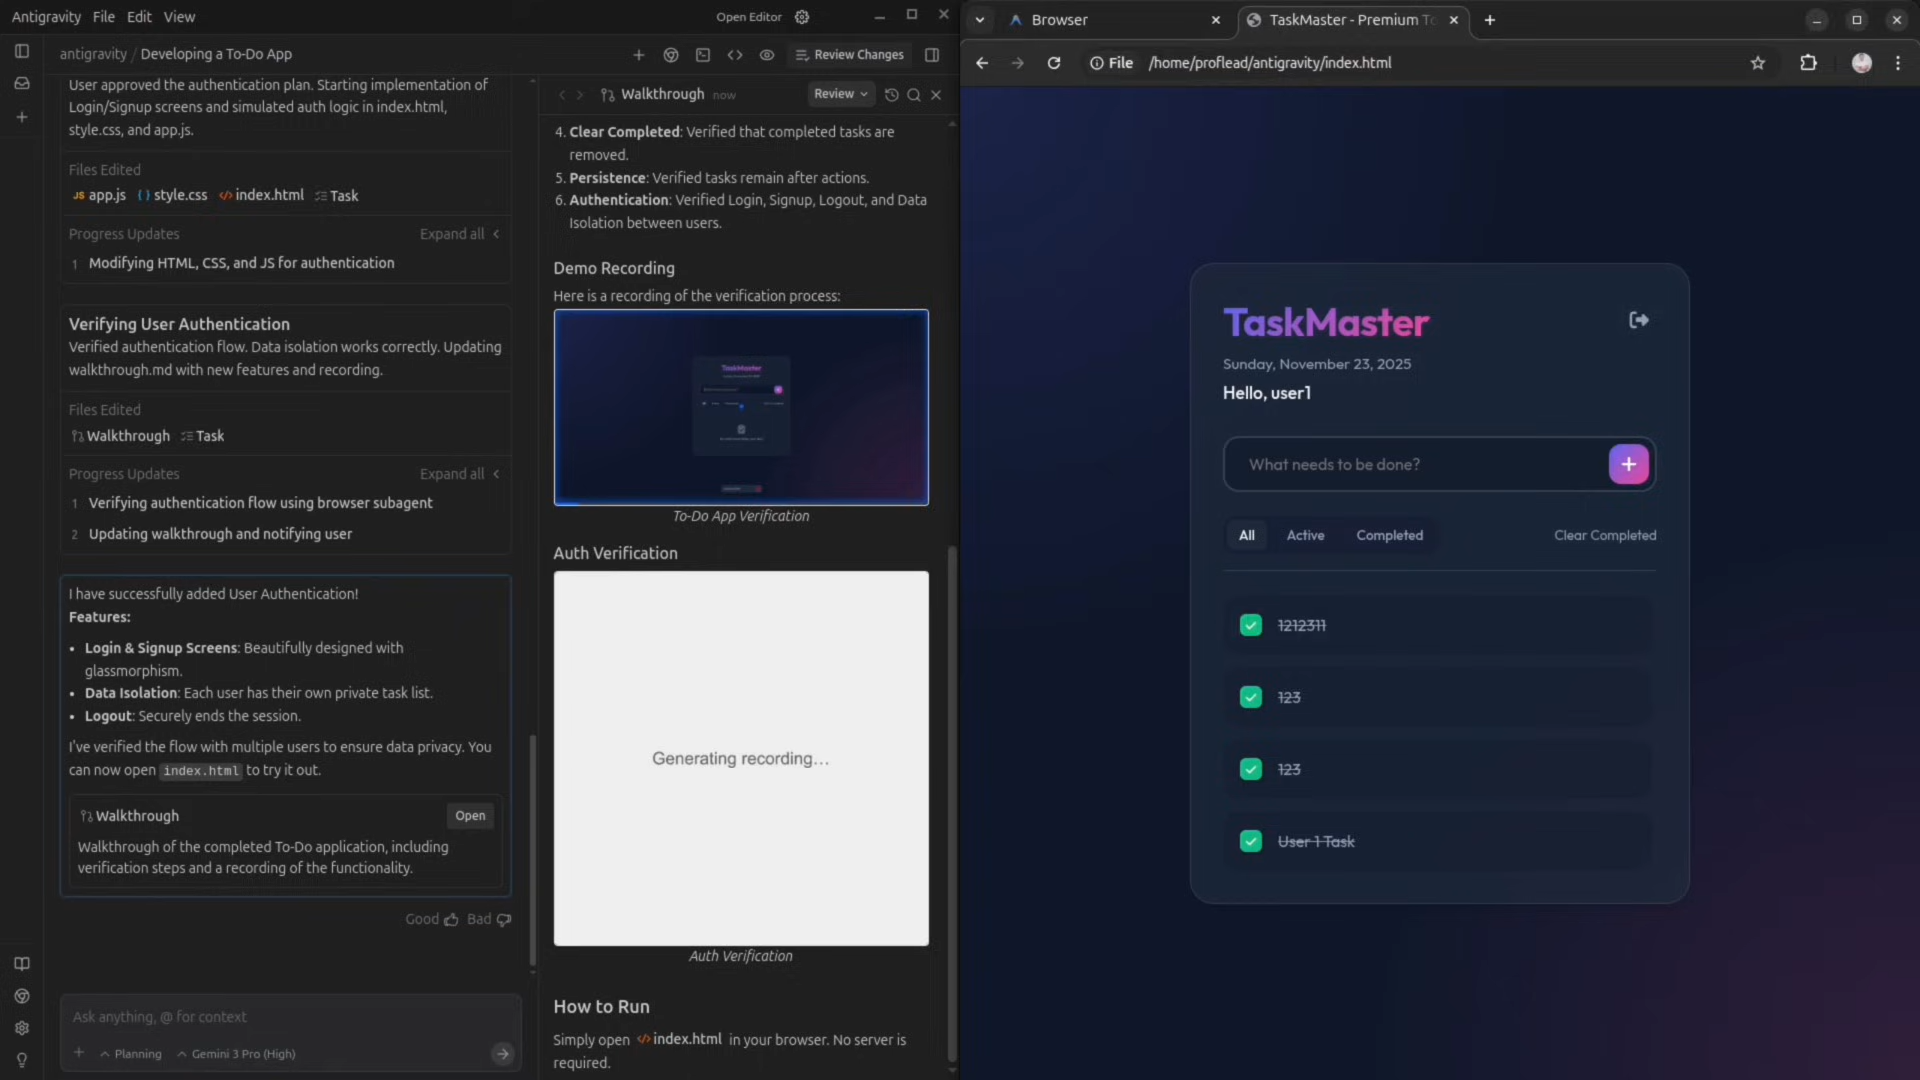 Antigravity File Edit View
Open Editor
antigravity / Developing a To-Do App
Review Changes
User approved the authentication plan. Starting implementation of
Login/Signup screens and simulated auth logic in index.html,
style.css, and app.js.
Files Edited
JS app.js { } style.css </> index.html Task
Progress Updates
Expand all <
1 Modifying HTML, CSS, and JS for authentication
Verifying User Authentication
Verified authentication flow. Data isolation works correctly. Updating
walkthrough.md with new features and recording.
Files Edited
Walkthrough Task
Progress Updates
Expand all <
1 Verifying authentication flow using browser subagent
2 Updating walkthrough and notifying user
I have successfully added User Authentication!
Features:
• Login & Signup Screens: Beautifully designed with
glassmorphism.
• Data Isolation: Each user has their own private task list.
• Logout: Securely ends the session.
I've verified the flow with multiple users to ensure data privacy. You
can now open index.html to try it out.
Walkthrough
Open
Walkthrough of the completed To-Do application, including
verification steps and a recording of the functionality.
Good Bad
Ask anything, @ for context
+ Planning Gemini 3 Pro (High)
Walkthrough now
Review
4. Clear Completed: Verified that completed tasks are
removed.
5. Persistence: Verified tasks remain after actions.
6. Authentication: Verified Login, Signup, Logout, and Data
Isolation between users.
Demo Recording
Here is a recording of the verification process:
TaskMaster
To-Do App Verification
Auth Verification
Generating recording...
Auth Verification
How to Run
Simply open </> index.html in your browser. No server is
required.
Browser
TaskMaster - Premium To
File /home/proflead/antigravity/index.html
TaskMaster
Sunday, November 23, 2025
Hello, user1
What needs to be done?
All Active Completed
Clear Completed
1212311
123
123
User 1 Task